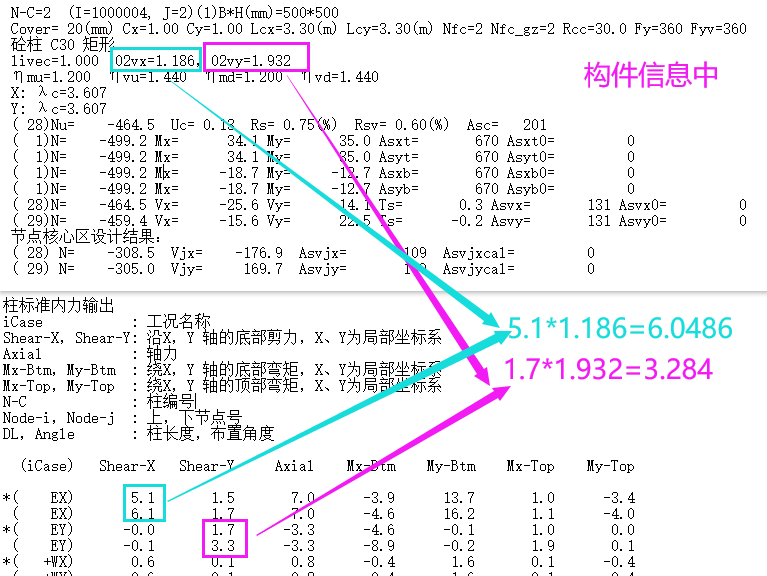 N-C=2 (I=1000004, J=2)(1)B*H(mm)=500*500
Cover= 20(mm) Cx=1.00 Cy=1.00 Lcx=3.30(m) Lcy=3.30(m) Nfc=2 Nfc_gz=2 Rcc=30.0 Fy=360 Fyv=360
砼柱 C30 矩形
livec=1.000 02vx=1.186, 02vy=1.932
ηmu=1.200 ηvu=1.440 ηmd=1.200 ηvd=1.440
构件信息中
X: λc=3.607
Y: λc=3.607
( 28)Nu= -464.5 Uc= 0.13 Rs= 0.75(%) Rsv= 0.60(%) Asc= 201
( 1)N= -499.2 Mx= 34.1 My= 35.0 Asxt= 670 Asxt0= 0
( 1)N= -499.2 Mx= 34.1 My= 35.0 Asyt= 670 Asyt0= 0
( 1)N= -499.2 Mx= -18.7 My= -12.7 Asxb= 670 Asxb0= 0
( 1)N= -499.2 Mx= -18.7 My= -12.7 Asyb= 670 Asyb0= 0
( 28)N= -464.5 Vx= -25.6 Vy= 14.1 Ts= 0.3 Asvx= 131 Asvx0= 0
( 29)N= -459.4 Vx= -15.6 Vy= 22.5 Ts= -0.2 Asvy= 131 Asvy0= 0
节点核心区设计结果:
( 28) N= -308.5 Vjx= -176.9 Asvjx= 109 Asvjxcal= 0
( 29) N= -305.0 Vjy= 169.7 Asvjy= Asvjycal= 0
柱标准内力输出
iCase : 工况名称
Shear-X, Shear-Y: 沿X, Y 轴的底部剪力, X、Y为局部坐标系
Axial : 轴力
Mx-Btm, My-Btm : 绕X, Y 轴的底部弯矩, X、Y为局部坐标系
Mx-Top, My-Top : 绕X, Y 轴的顶部弯矩, X、Y为局部坐标系
N-C : 柱编号
Node-i, Node-j : 上, 下节点号
DL, Angle : 柱长度, 布置角度
5.1*1.186=6.0486
1.7*1.932=3.284
(iCase) Shear-X Shear-Y Axial Mx-Btm My-Btm Mx-Top My-Top
*( EX) 5.1 1.5 7.0 -3.9 13.7 1.0 -3.4
( EX) 6.1 1.7 7.0 -4.6 16.2 1.1 -4.0
*( EY) -0.0 1.7 -3.3 -4.6 -0.1 1.0 0.0
( EY) -0.1 3.3 -3.3 -8.9 -0.2 1.9 0.1
*( +WX) 0.6 0.1 0.8 -0.4 1.6 0.1 -0.4